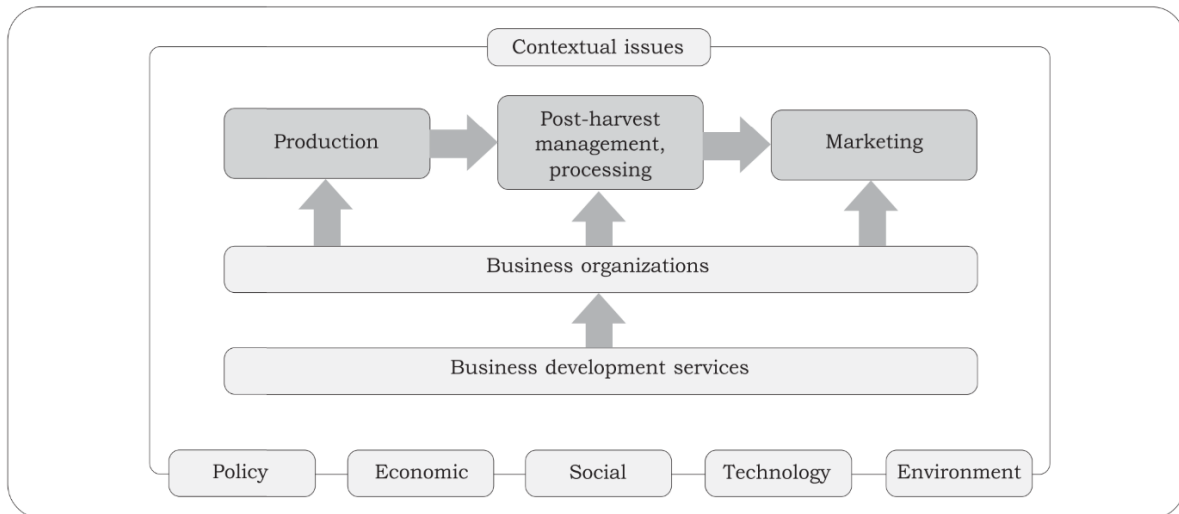 Contextual issues
Production
Post-harvest
management,
processing
Marketing
Business organizations
Business development services
Policy
Economic
Social
Technology
Environment